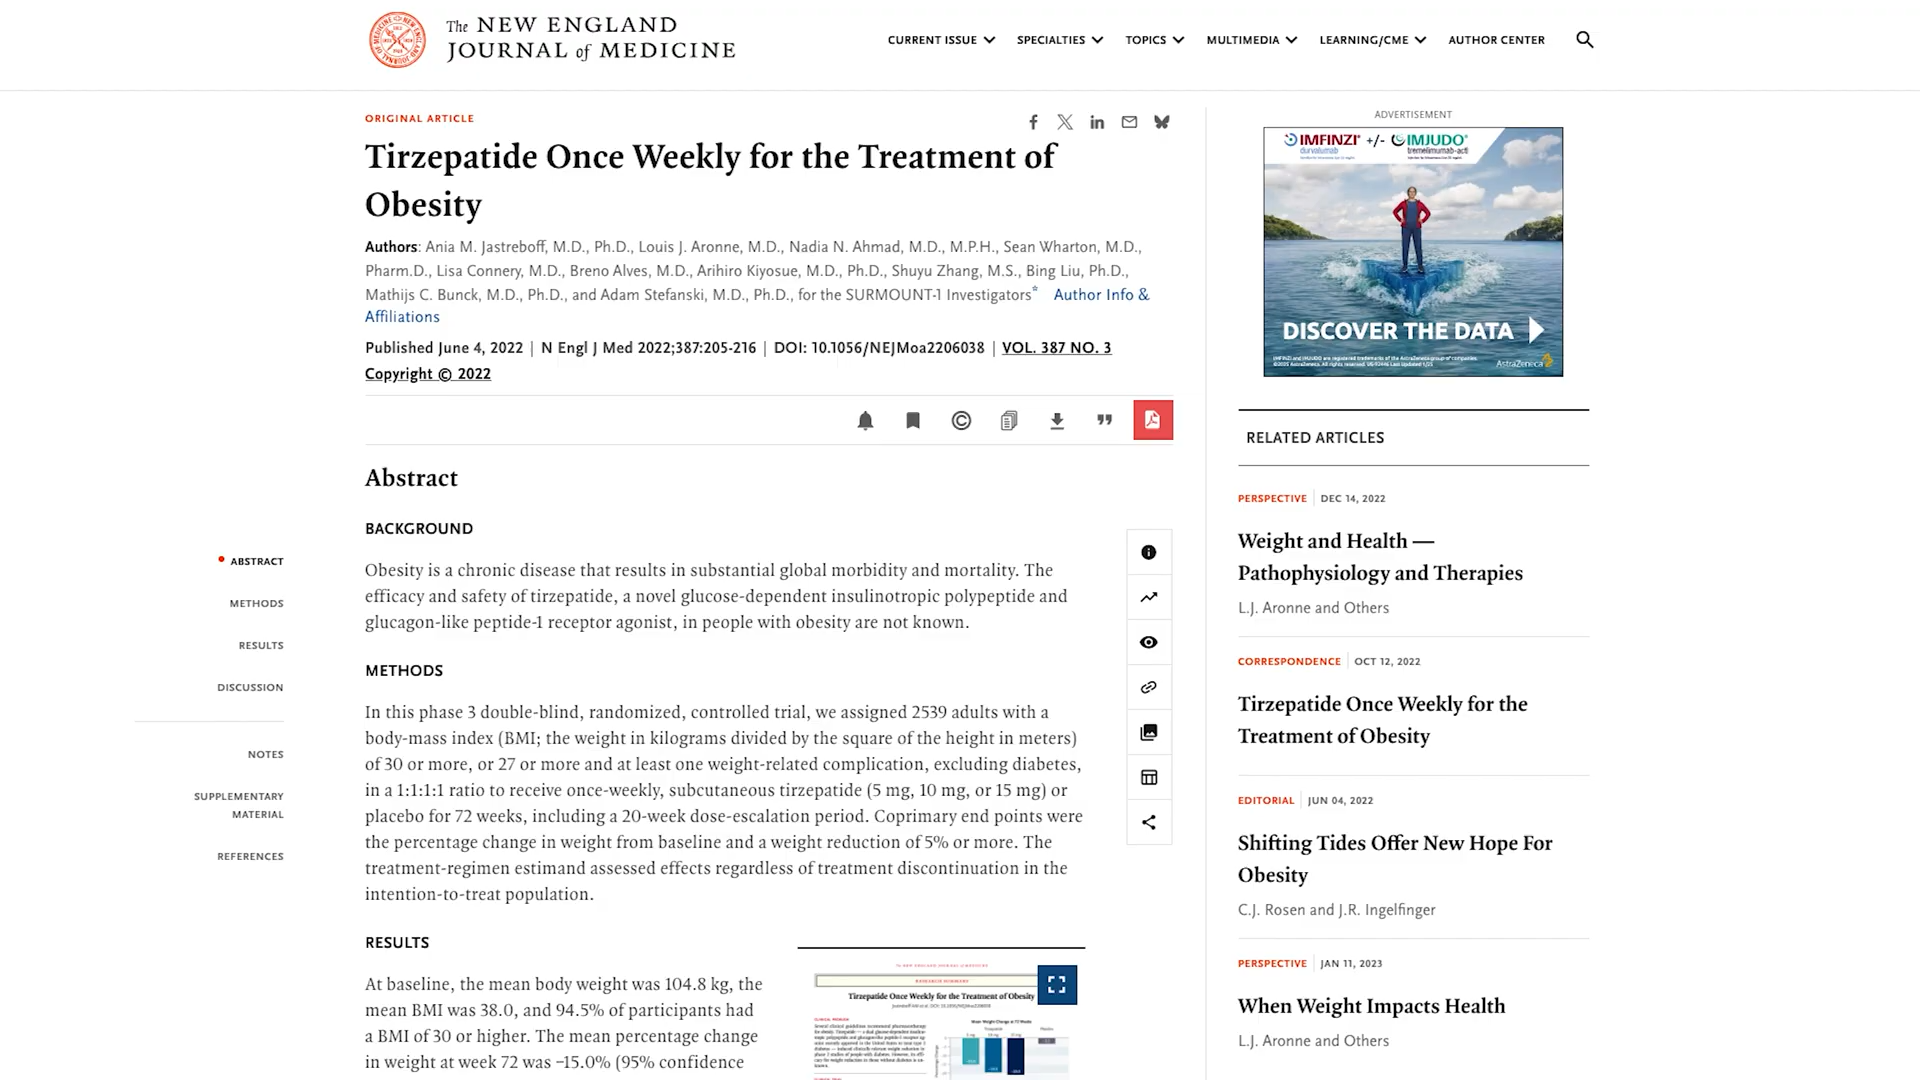 The NEW ENGLAND
JOURNAL of MEDICINE
CURRENT ISSUE
SPECIALTIES
TOPICS
MULTIMEDIA
LEARNING/CME
AUTHOR CENTER
ORIGINAL ARTICLE
Tirzepatide Once Weekly for the Treatment of
Obesity
Authors: Ania M. Jastreboff, M.D., Ph.D., Louis J. Aronne, M.D., Nadia N. Ahmad, M.D., M.P.H., Sean Wharton, M.D.,
Pharm.D., Lisa Connery, M.D., Breno Alves, M.D., Arihiro Kiyosue, M.D., Ph.D., Shuyu Zhang, M.S., Bing Liu, Ph.D.,
Mathijs C. Bunck, M.D., Ph.D., and Adam Stefanski, M.D., Ph.D., for the SURMOUNT-1 Investigators* Author Info &
Affiliations
Published June 4, 2022 | N Engl J Med 2022;387:205-216 | DOI: 10.1056/NEJMoa2206038 | VOL. 387 NO. 3
Copyright © 2022
Abstract
BACKGROUND
Obesity is a chronic disease that results in substantial global morbidity and mortality. The
efficacy and safety of tirzepatide, a novel glucose-dependent insulinotropic polypeptide and
glucagon-like peptide-1 receptor agonist, in people with obesity are not known.
METHODS
In this phase 3 double-blind, randomized, controlled trial, we assigned 2539 adults with a
body-mass index (BMI; the weight in kilograms divided by the square of the height in meters)
of 30 or more, or 27 or more and at least one weight-related complication, excluding diabetes,
in a 1:1:1:1 ratio to receive once-weekly, subcutaneous tirzepatide (5 mg, 10 mg, or 15 mg) or
placebo for 72 weeks, including a 20-week dose-escalation period. Coprimary end points were
the percentage change in weight from baseline and a weight reduction of 5% or more. The
treatment-regimen estimand assessed effects regardless of treatment discontinuation in the
intention-to-treat population.
RESULTS
At baseline, the mean body weight was 104.8 kg, the
mean BMI was 38.0, and 94.5% of participants had
a BMI of 30 or higher. The mean percentage change
in weight at week 72 was −15.0% (95% confidence
RESEARCH SUMMARY
Tirzepatide Once Weekly for the Treatment of Obesity
ABSTRACT
METHODS
RESULTS
DISCUSSION
NOTES
SUPPLEMENTARY
MATERIAL
REFERENCES
ADVERTISEMENT
IMFINZI +/- IMJUDO
durvalumab tremelimumab-actl
DISCOVER THE DATA
AstraZeneca
RELATED ARTICLES
PERSPECTIVE | DEC 14, 2022
Weight and Health —
Pathophysiology and Therapies
L.J. Aronne and Others
CORRESPONDENCE | OCT 12, 2022
Tirzepatide Once Weekly for the
Treatment of Obesity
EDITORIAL | JUN 04, 2022
Shifting Tides Offer New Hope For
Obesity
C.J. Rosen and J.R. Ingelfinger
PERSPECTIVE | JAN 11, 2023
When Weight Impacts Health
L.J. Aronne and Others